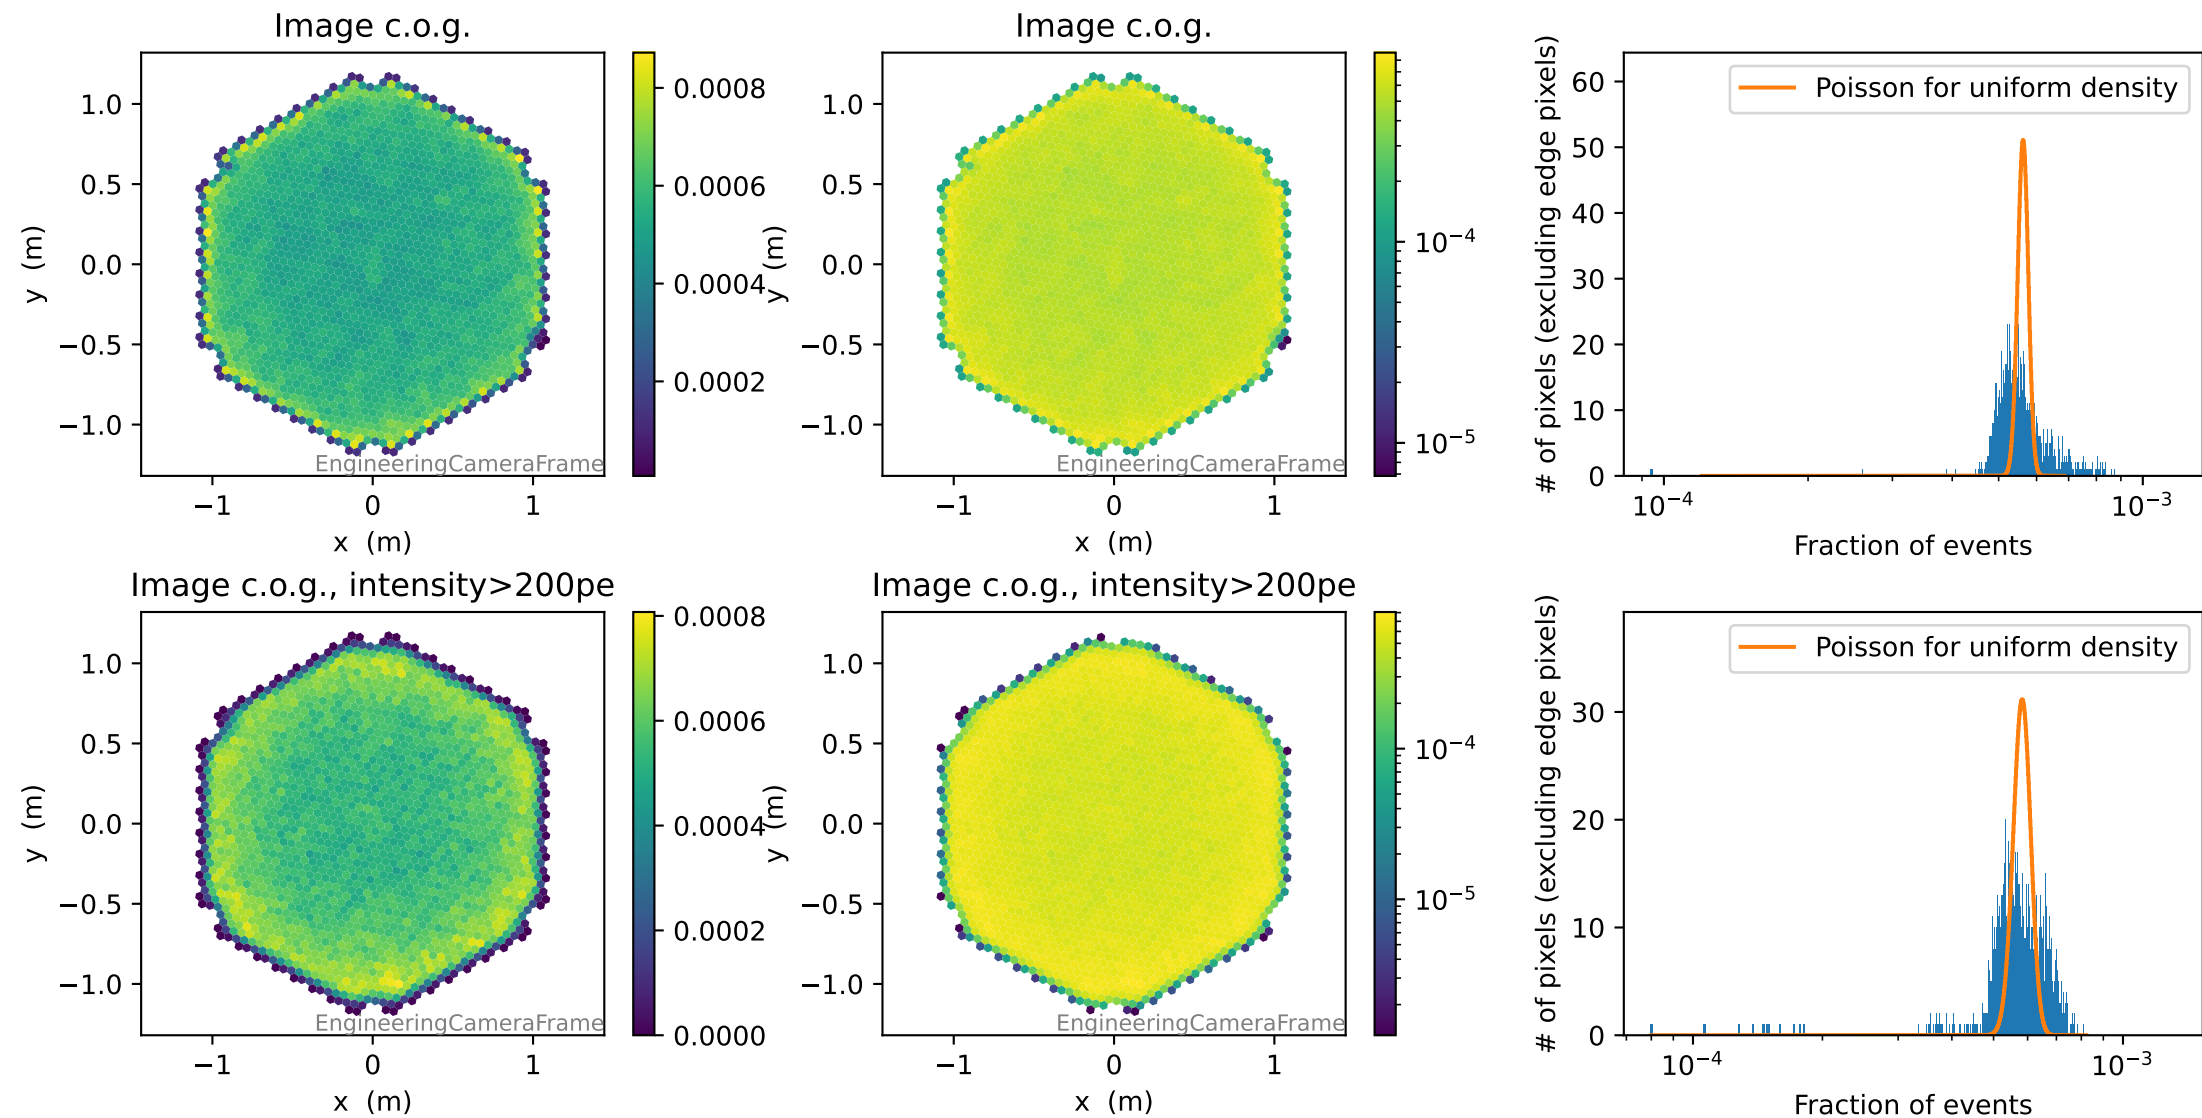 Image c.o.g.
y (m)
1.0
0.5
0.0
−0.5
−1.0
−1 0 1
x (m)
EngineeringCameraFrame
0.0008
0.0006
0.0004
0.0002
Image c.o.g.
y (m)
1.0
0.5
0.0
−0.5
−1.0
−1 0 1
x (m)
EngineeringCameraFrame
10−4
10−5
# of pixels (excluding edge pixels)
60
50
40
30
20
10
0
Poisson for uniform density
10−4 10−3
Fraction of events
Image c.o.g., intensity>200pe
y (m)
1.0
0.5
0.0
−0.5
−1.0
−1 0 1
x (m)
EngineeringCameraFrame
0.0008
0.0006
0.0004
0.0002
0.0000
Image c.o.g., intensity>200pe
y (m)
1.0
0.5
0.0
−0.5
−1.0
−1 0 1
x (m)
EngineeringCameraFrame
10−4
10−5
# of pixels (excluding edge pixels)
30
20
10
0
Poisson for uniform density
10−4 10−3
Fraction of events